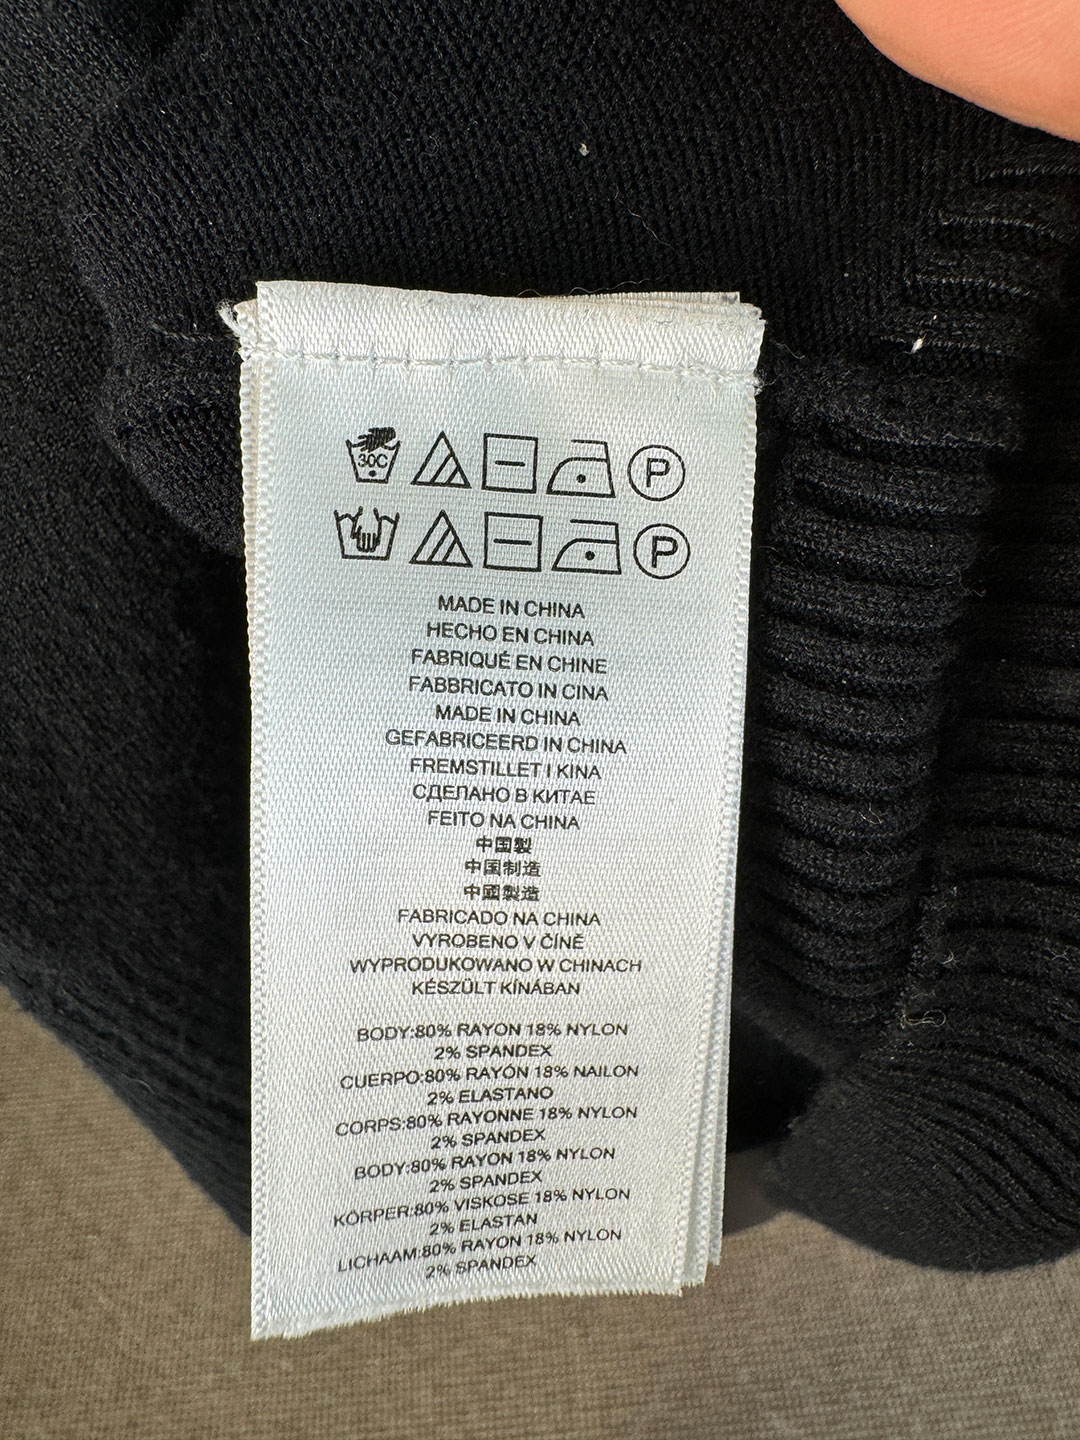 30C
P
P
MADE IN CHINA
HECHO EN CHINA
FABRIQUÉ EN CHINE
FABBRICATO IN CINA
MADE IN CHINA
GEFABRICEERD IN CHINA
FREMSTILLET I KINA
СДЕЛАНО В КИТАЕ
FEITO NA CHINA
中国製
中国制造
中國製造
FABRICADO NA CHINA
VYROBENO V ČÍNĚ
WYPRODUKOWANO W CHINACH
KÉSZÜLT KÍNÁBAN
BODY:80% RAYON 18% NYLON
2% SPANDEX
CUERPO:80% RAYÓN 18% NAILON
2% ELASTANO
CORPS:80% RAYONNE 18% NYLON
2% SPANDEX
BODY:80% RAYON 18% NYLON
2% SPANDEX
KÖRPER:80% VISKOSE 18% NYLON
2% ELASTAN
LICHAAM:80% RAYON 18% NYLON
2% SPANDEX